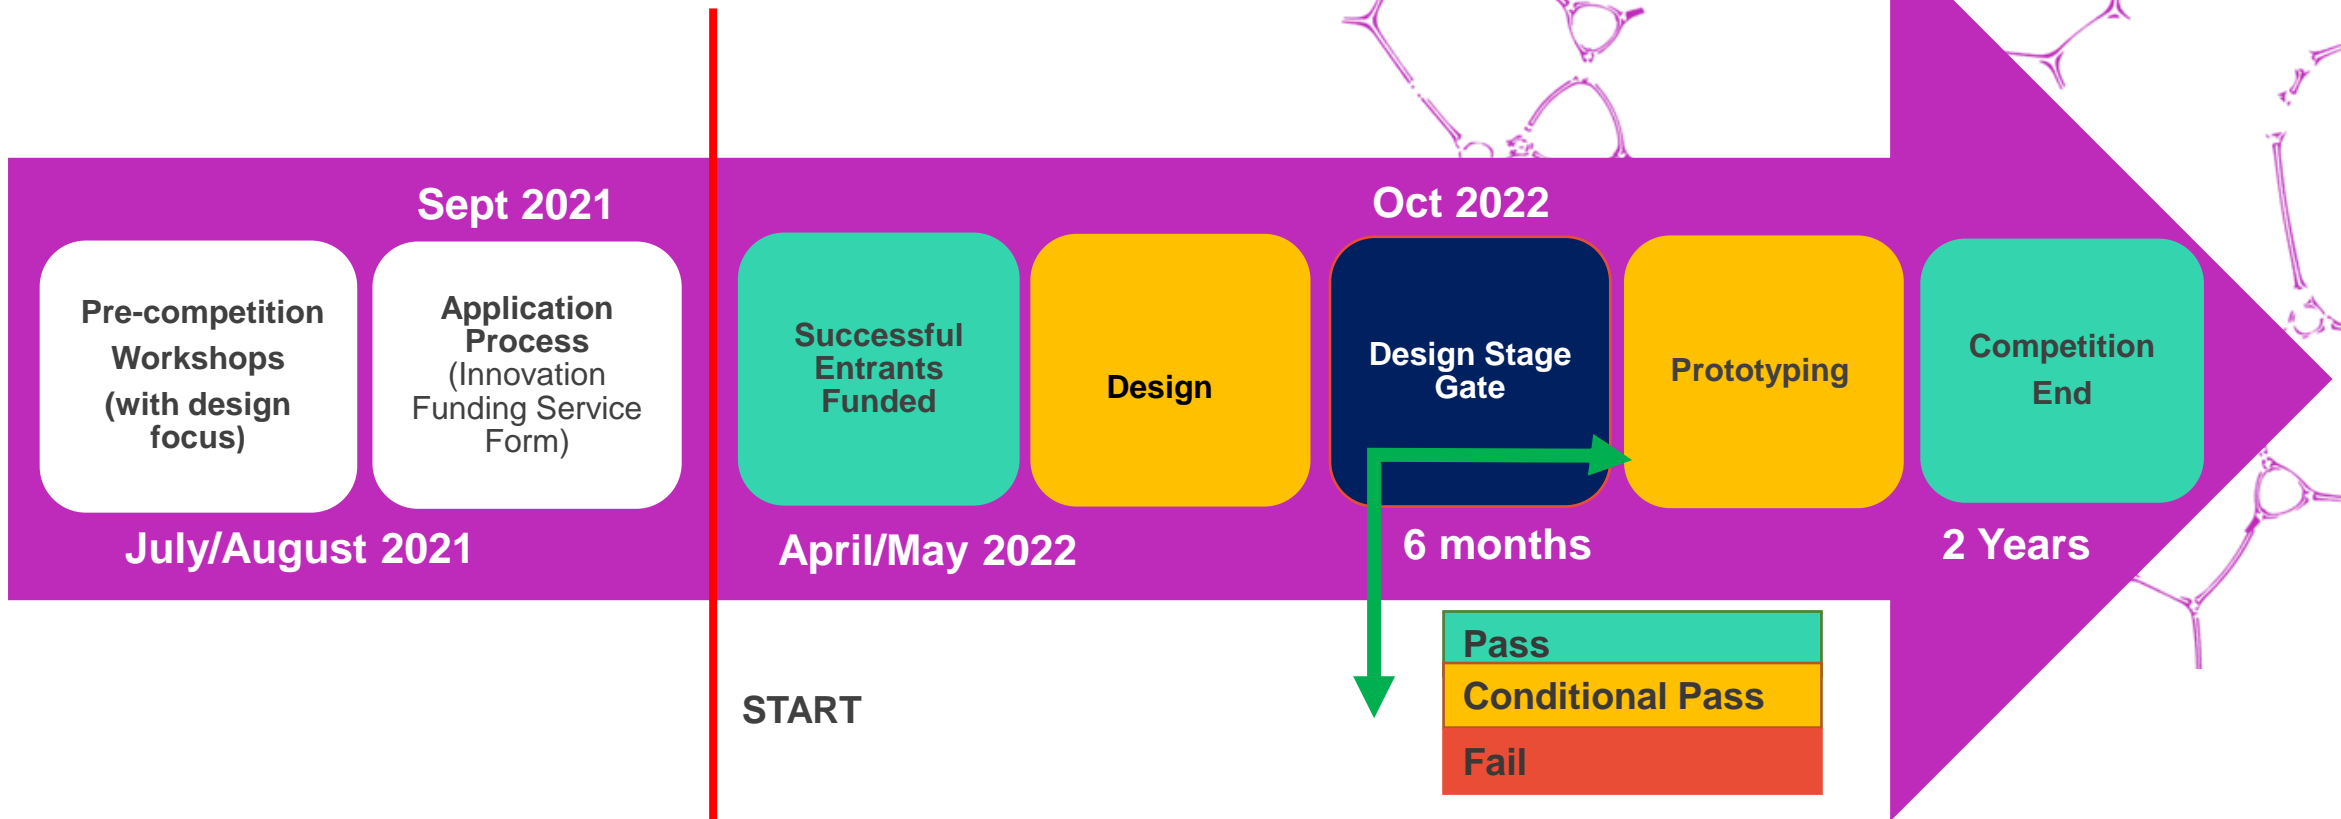 Sept 2021
Oct 2022
Pre-competition
Workshops
(with design
focus)
Application
Process
(Innovation
Funding Service
Form)
Successful
Entrants
Funded
Design
Design Stage
Gate
Prototyping
Competition
End
July/August 2021
April/May 2022
6 months
2 Years
START
Pass
Conditional Pass
Fail